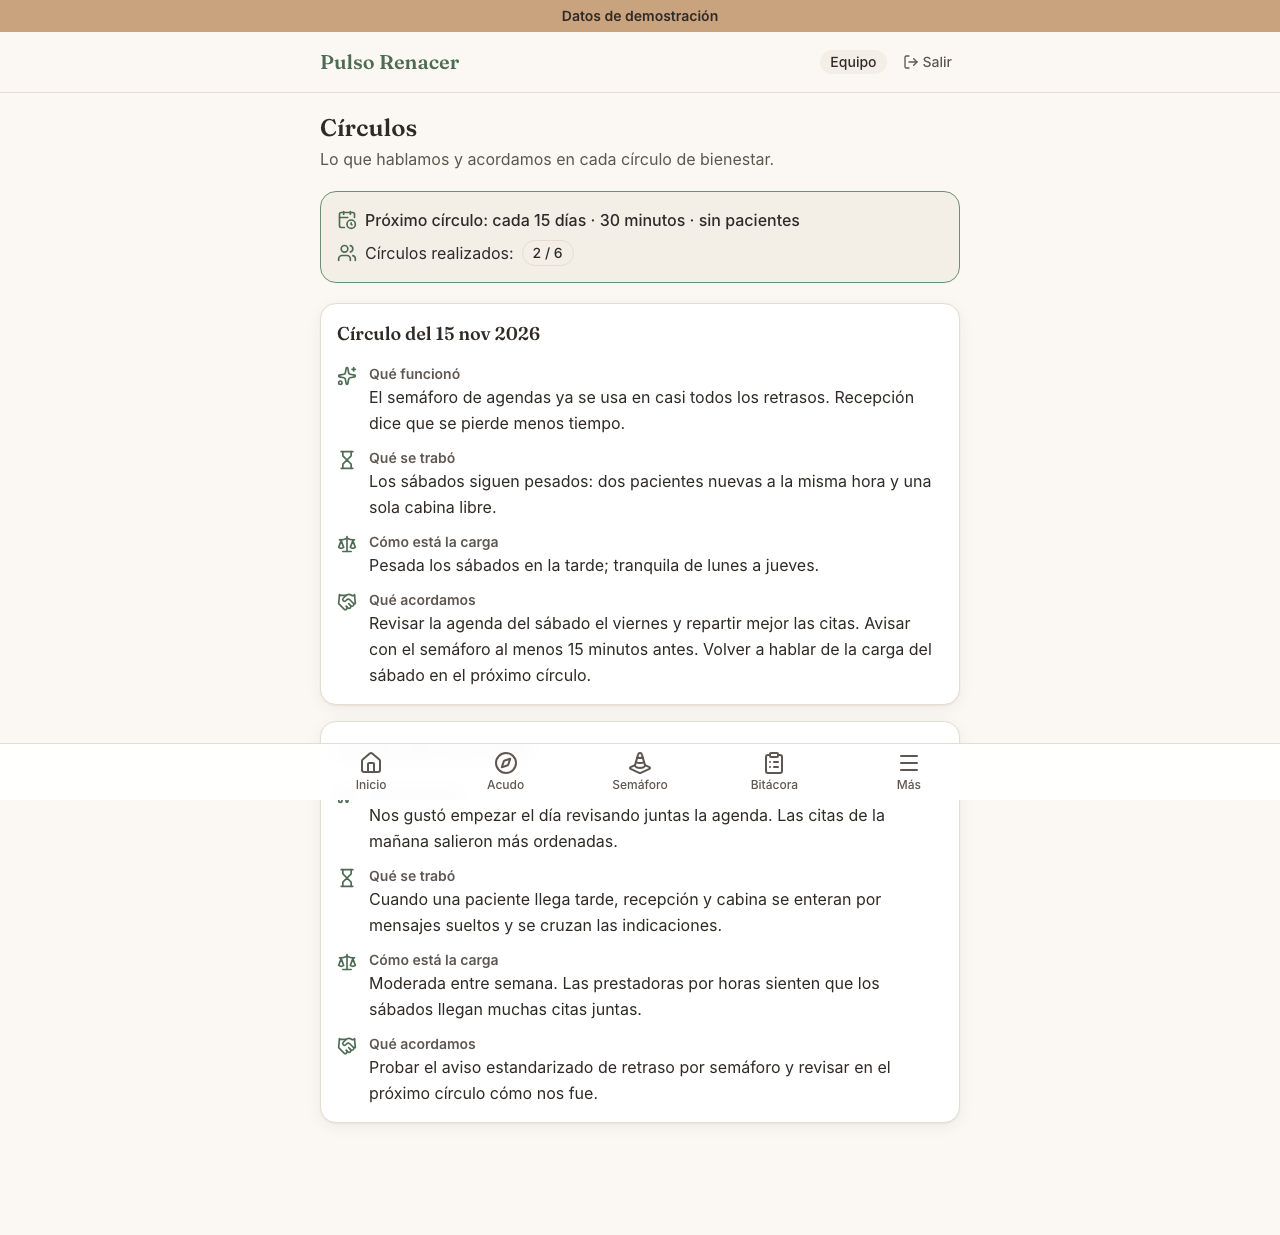 Datos de demostración
Pulso Renacer
Equipo
Salir
Círculos
Lo que hablamos y acordamos en cada círculo de bienestar.
Próximo círculo: cada 15 días · 30 minutos · sin pacientes
Círculos realizados: 2 / 6
Círculo del 15 nov 2026
Qué funcionó
El semáforo de agendas ya se usa en casi todos los retrasos. Recepción
dice que se pierde menos tiempo.
Qué se trabó
Los sábados siguen pesados: dos pacientes nuevas a la misma hora y una
sola cabina libre.
Cómo está la carga
Pesada los sábados en la tarde; tranquila de lunes a jueves.
Qué acordamos
Revisar la agenda del sábado el viernes y repartir mejor las citas. Avisar
con el semáforo al menos 15 minutos antes. Volver a hablar de la carga del
sábado en el próximo círculo.
Inicio
Acudo
Semáforo
Bitácora
Más
Nos gustó empezar el día revisando juntas la agenda. Las citas de la
mañana salieron más ordenadas.
Qué se trabó
Cuando una paciente llega tarde, recepción y cabina se enteran por
mensajes sueltos y se cruzan las indicaciones.
Cómo está la carga
Moderada entre semana. Las prestadoras por horas sienten que los
sábados llegan muchas citas juntas.
Qué acordamos
Probar el aviso estandarizado de retraso por semáforo y revisar en el
próximo círculo cómo nos fue.